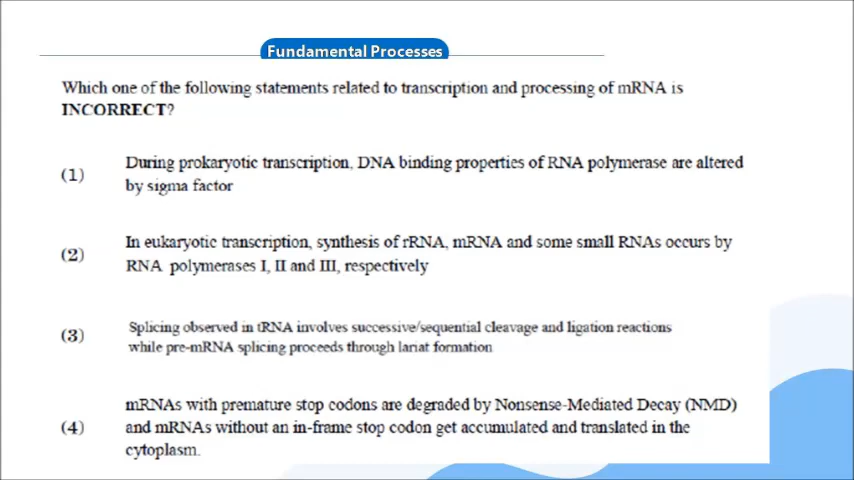 Fundamental Processes
Which one of the following statements related to transcription and processing of mRNA is
INCORRECT?
(1) During prokaryotic transcription, DNA binding properties of RNA polymerase are altered
by sigma factor
(2) In eukaryotic transcription, synthesis of rRNA, mRNA and some small RNAs occurs by
RNA polymerases I, II and III, respectively
(3) Splicing observed in tRNA involves successive/sequential cleavage and ligation reactions
while pre-mRNA splicing proceeds through lariat formation
(4) mRNAs with premature stop codons are degraded by Nonsense-Mediated Decay (NMD)
and mRNAs without an in-frame stop codon get accumulated and translated in the
cytoplasm.